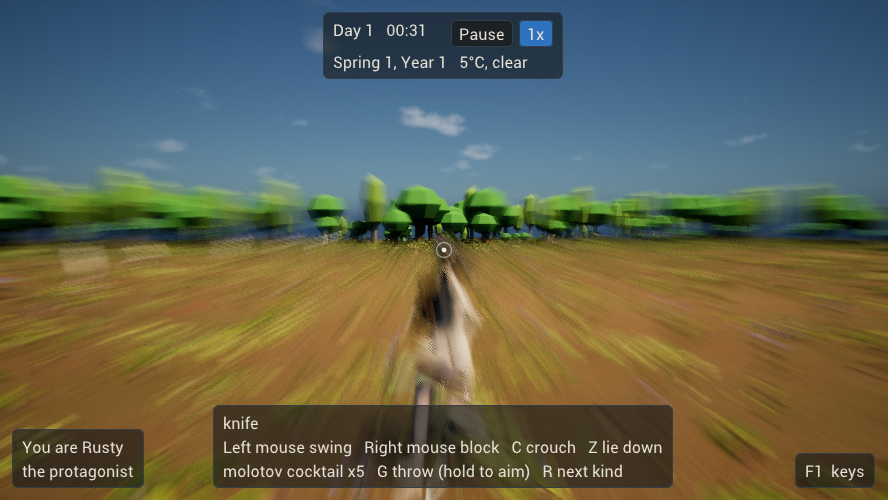 Day 1 00:31 Pause 1x
Spring 1, Year 1 5°C, clear
knife
Left mouse swing Right mouse block C crouch Z lie down
molotov cocktail x5 G throw (hold to aim) R next kind
You are Rusty
the protagonist
F1 keys